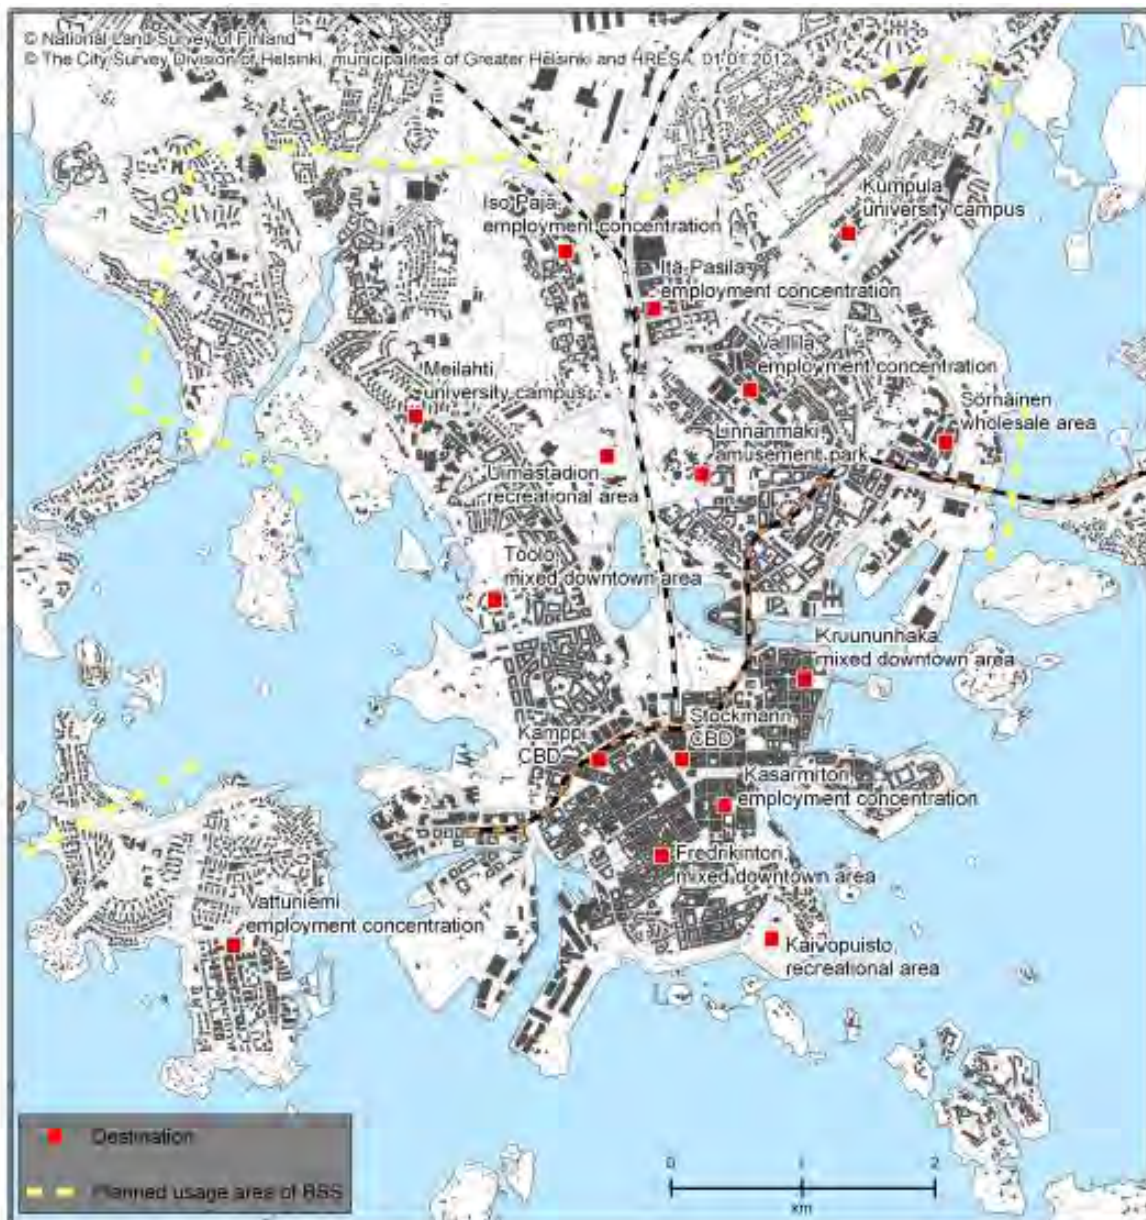 © National Land Survey of Finland
© The City Survey Division of Helsinki, municipalities of Greater Helsinki and HRESA, 01.01.2012
Iso Paja,
employment concentration
Kumpula
university campus
Itä-Pasila
employment concentration
Vallila
employment concentration
Meilahti,
university campus
Sörnäinen
wholesale area
Linnanmäki,
amusement park
Olmastadion
recreational area
Töölö
mixed downtown area
Kruununhaka,
mixed downtown area
Stockmann,
CBD
Kamppi
CBD
Kasarmitori,
employment concentration
Fredrikintori,
mixed downtown area
Vattuniemi
employment concentration
Kaivopuisto,
recreational area
Destination
Planned usage area of BSS
0 1 2
km